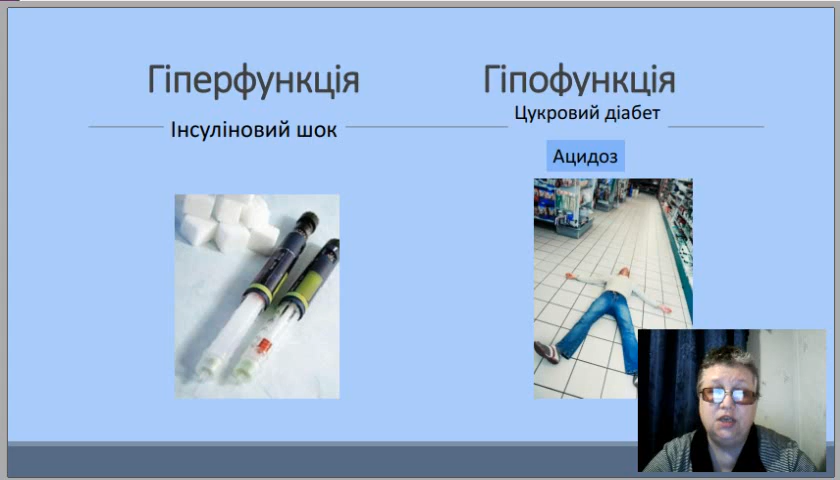 Гіперфункція
Інсуліновий шок
Гіпофункція
Цукровий діабет
Ацидоз